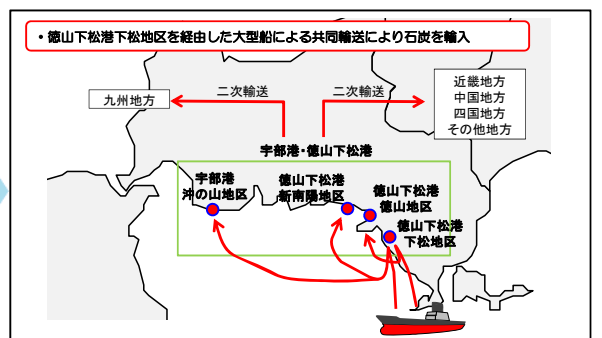 ・徳山下松港下松地区を経由した大型船による共同輸送により石炭を輸入
二次輸送
二次輸送
九州地方
近畿地方
中国地方
四国地方
その他地方
宇部港・徳山下松港
宇部港
沖の山地区
徳山下松港
新南陽地区
徳山下松港
徳山地区
徳山下松港
下松地区